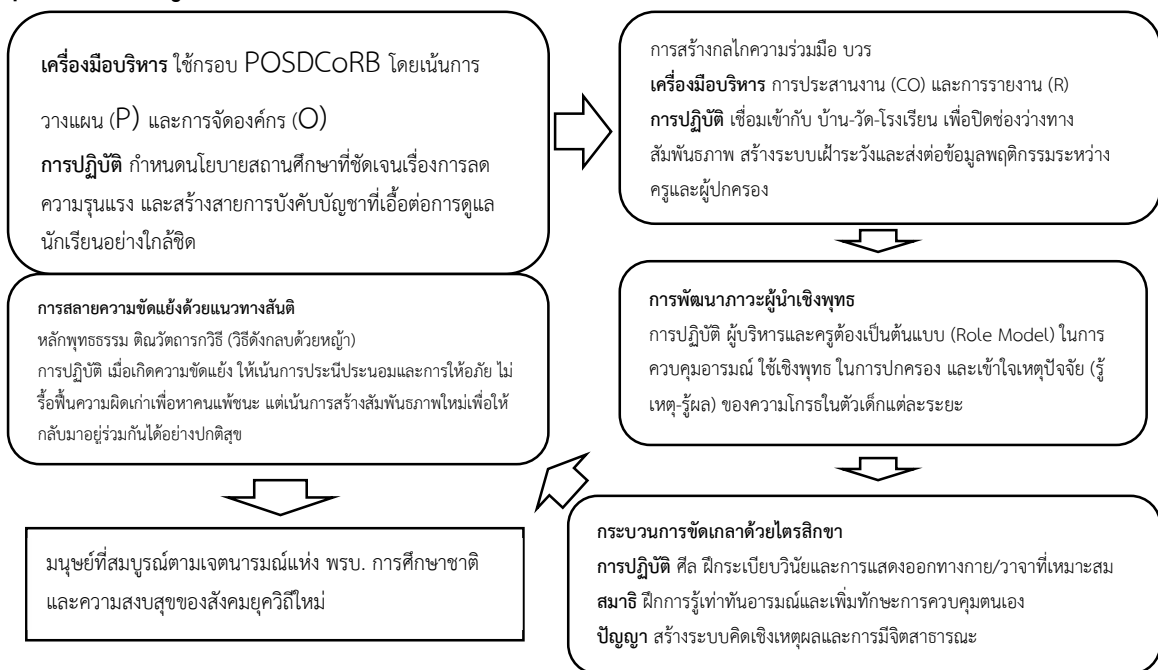 เครื่องมือบริหาร ใช้กรอบ POSDCoRB โดยเน้นการ
วางแผน (P) และการจัดองค์กร (O)
การปฏิบัติ กำหนดนโยบายสถานศึกษาที่ชัดเจนเรื่องการลด
ความรุนแรง และสร้างสายการบังคับบัญชาที่เอื้อต่อการดูแล
นักเรียนอย่างใกล้ชิด
การสร้างกลไกความร่วมมือ บวร
เครื่องมือบริหาร การประสานงาน (CO) และการรายงาน (R)
การปฏิบัติ เชื่อมเข้ากับ บ้าน-วัด-โรงเรียน เพื่อปิดช่องว่างทาง
สัมพันธภาพ สร้างระบบเฝ้าระวังและส่งต่อข้อมูลพฤติกรรมระหว่าง
ครูและผู้ปกครอง
การพัฒนาภาวะผู้นำเชิงพุทธ
การปฏิบัติ ผู้บริหารและครูต้องเป็นต้นแบบ (Role Model) ในการ
ควบคุมอารมณ์ ใช้เชิงพุทธ ในการปกครอง และเข้าใจเหตุปัจจัย (รู้
เหตุ-รู้ผล) ของความโกรธในตัวเด็กแต่ละระยะ
กระบวนการขัดเกลาด้วยไตรสิกขา
การปฏิบัติ ศีล ฝึกระเบียบวินัยและการแสดงออกทางกาย/วาจาที่เหมาะสม
สมาธิ ฝึกการรู้เท่าทันอารมณ์และเพิ่มทักษะการควบคุมตนเอง
ปัญญา สร้างระบบคิดเชิงเหตุผลและการมีจิตสาธารณะ
การสลายความขัดแย้งด้วยแนวทางสันติ
หลักพุทธธรรม ติณวัตถารกวิธี (วิธีดังกลบด้วยหญ้า)
การปฏิบัติ เมื่อเกิดความขัดแย้ง ให้เน้นการประนีประนอมและการให้อภัย ไม่
รื้อฟื้นความผิดเก่าเพื่อหาคนแพ้ชนะ แต่เน้นการสร้างสัมพันธภาพใหม่เพื่อให้
กลับมาอยู่ร่วมกันได้อย่างปกติสุข
มนุษย์ที่สมบูรณ์ตามเจตนารมณ์แห่ง พรบ. การศึกษาชาติ
และความสงบสุขของสังคมยุควิถีใหม่